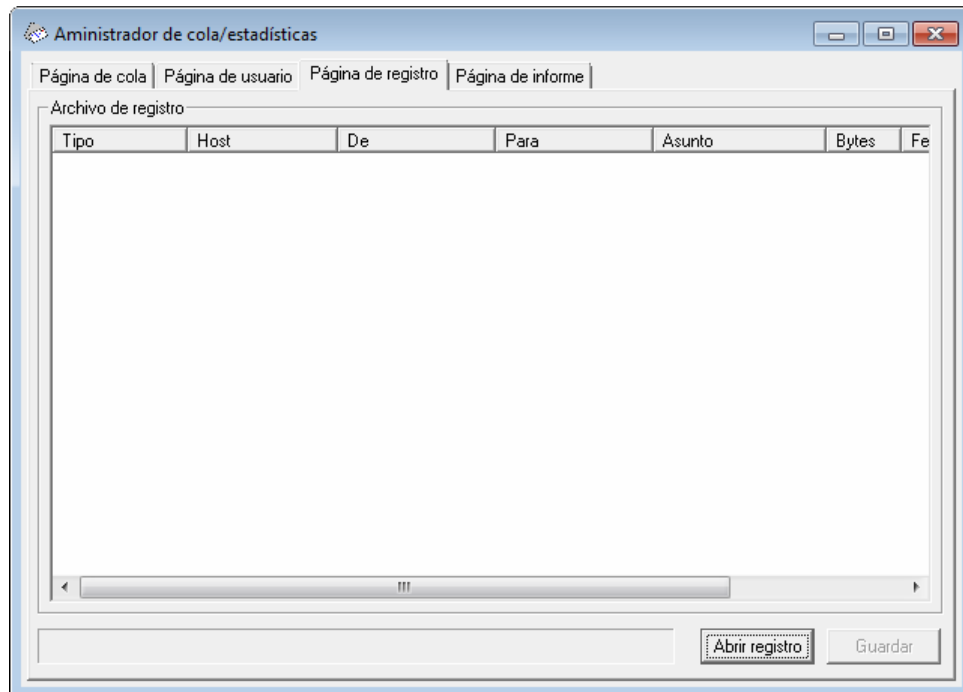 Aministrador de cola/estadísticas
Página de cola Página de usuario Página de registro Página de informe
Archivo de registro
Tipo Host De Para Asunto Bytes Fe
Abrir registro Guardar